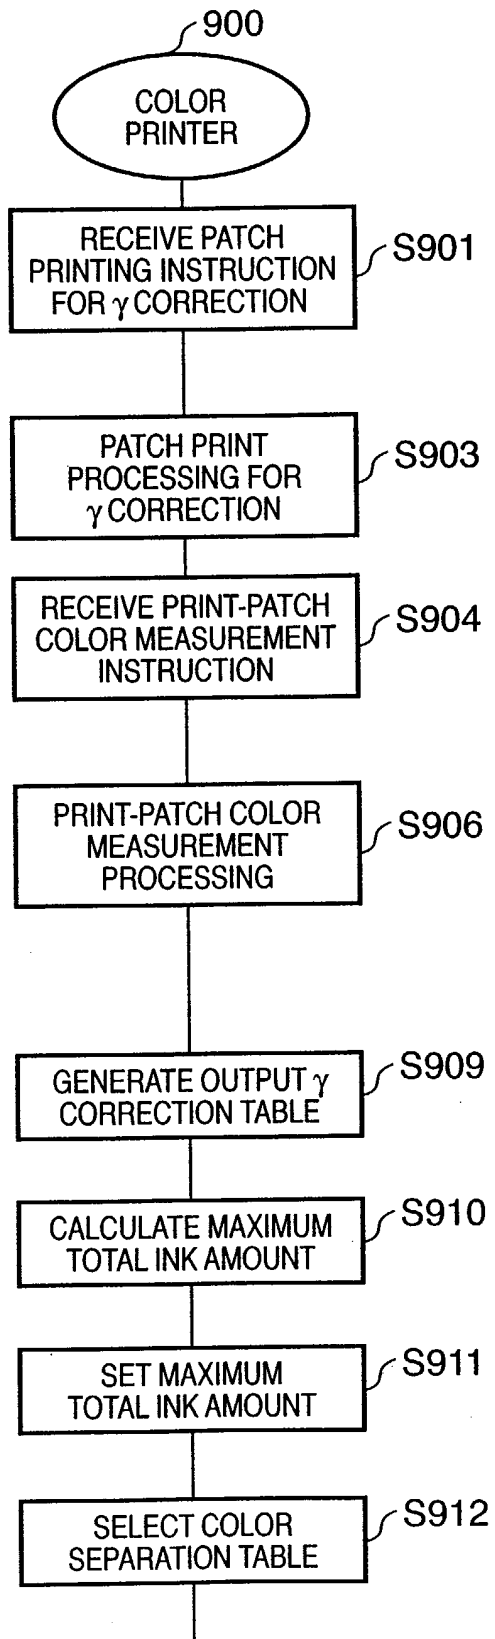 900
COLOR
PRINTER
RECEIVE PATCH
PRINTING INSTRUCTION
FOR γ CORRECTION
S901
PATCH PRINT
PROCESSING FOR
γ CORRECTION
S903
RECEIVE PRINT-PATCH
COLOR MEASUREMENT
INSTRUCTION
S904
PRINT-PATCH COLOR
MEASUREMENT
PROCESSING
S906
GENERATE OUTPUT γ
CORRECTION TABLE
S909
CALCULATE MAXIMUM
TOTAL INK AMOUNT
S910
SET MAXIMUM
TOTAL INK AMOUNT
S911
SELECT COLOR
SEPARATION TABLE
S912